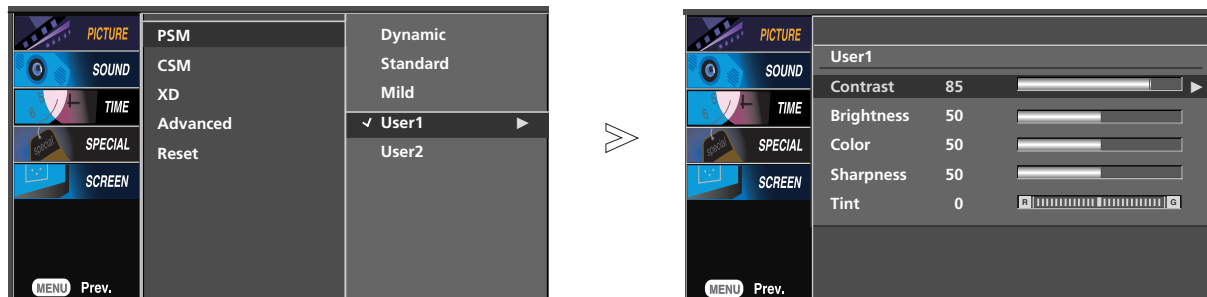 PICTURE
SOUND
TIME
SPECIAL
SCREEN
MENU Prev.
PSM
CSM
XD
Advanced
Reset
Dynamic
Standard
Mild
✓ User1 ►
User2
PICTURE
SOUND
TIME
SPECIAL
SCREEN
MENU Prev.
User1
Contrast 85 ►
Brightness 50
Color 50
Sharpness 50
Tint 0 R G